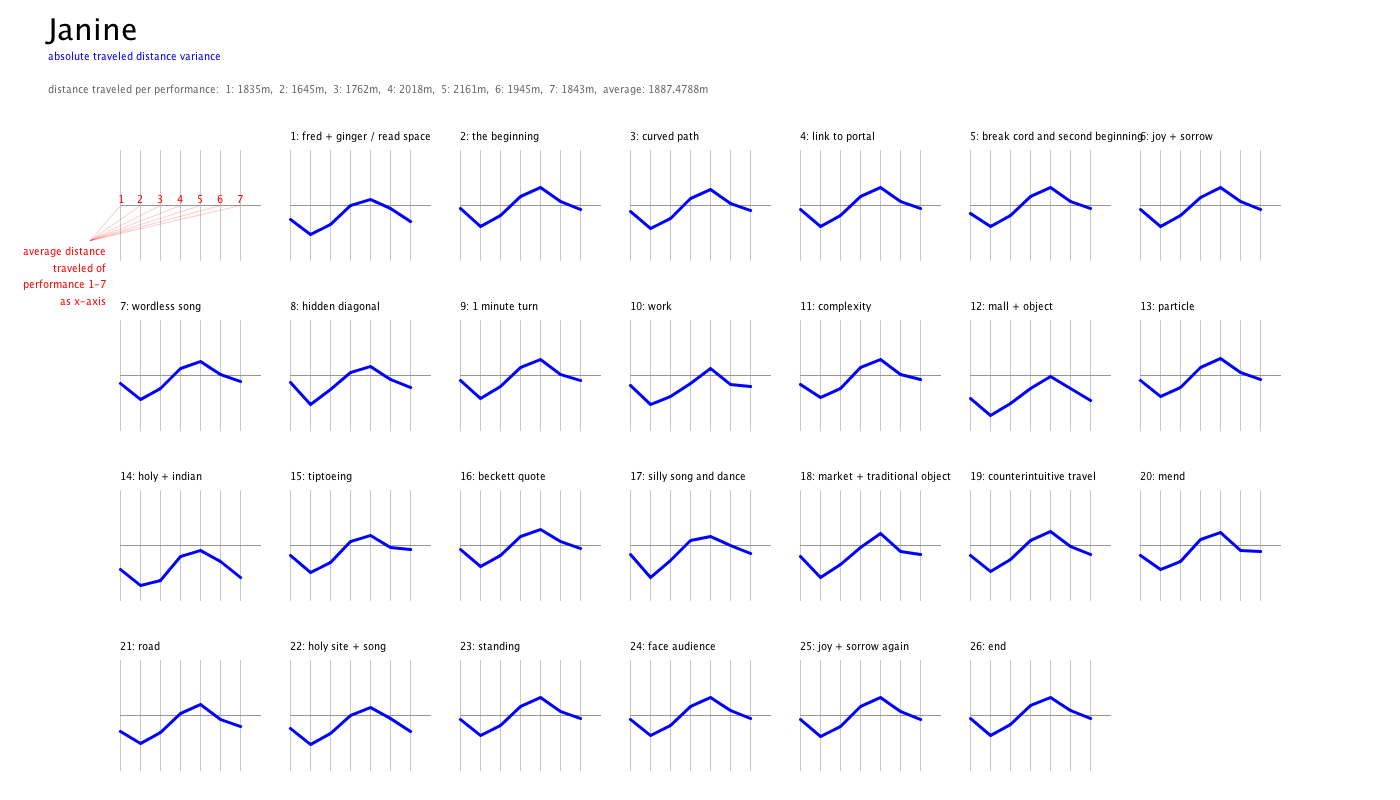 Janine
absolute traveled distance variance
distance traveled per performance:  1: 1835m,  2: 1645m,  3: 1762m,  4: 2018m,  5: 2161m,  6: 1945m,  7: 1843m,  average: 1887.4788m
1: fred + ginger / read space
2: the beginning
3: curved path
4: link to portal
5: break cord and second beginning
6: joy + sorrow
1 2 3 4 5 6 7
average distance
traveled of
performance 1-7
as x-axis
7: wordless song
8: hidden diagonal
9: 1 minute turn
10: work
11: complexity
12: mall + object
13: particle
14: holy + indian
15: tiptoeing
16: beckett quote
17: silly song and dance
18: market + traditional object
19: counterintuitive travel
20: mend
21: road
22: holy site + song
23: standing
24: face audience
25: joy + sorrow again
26: end